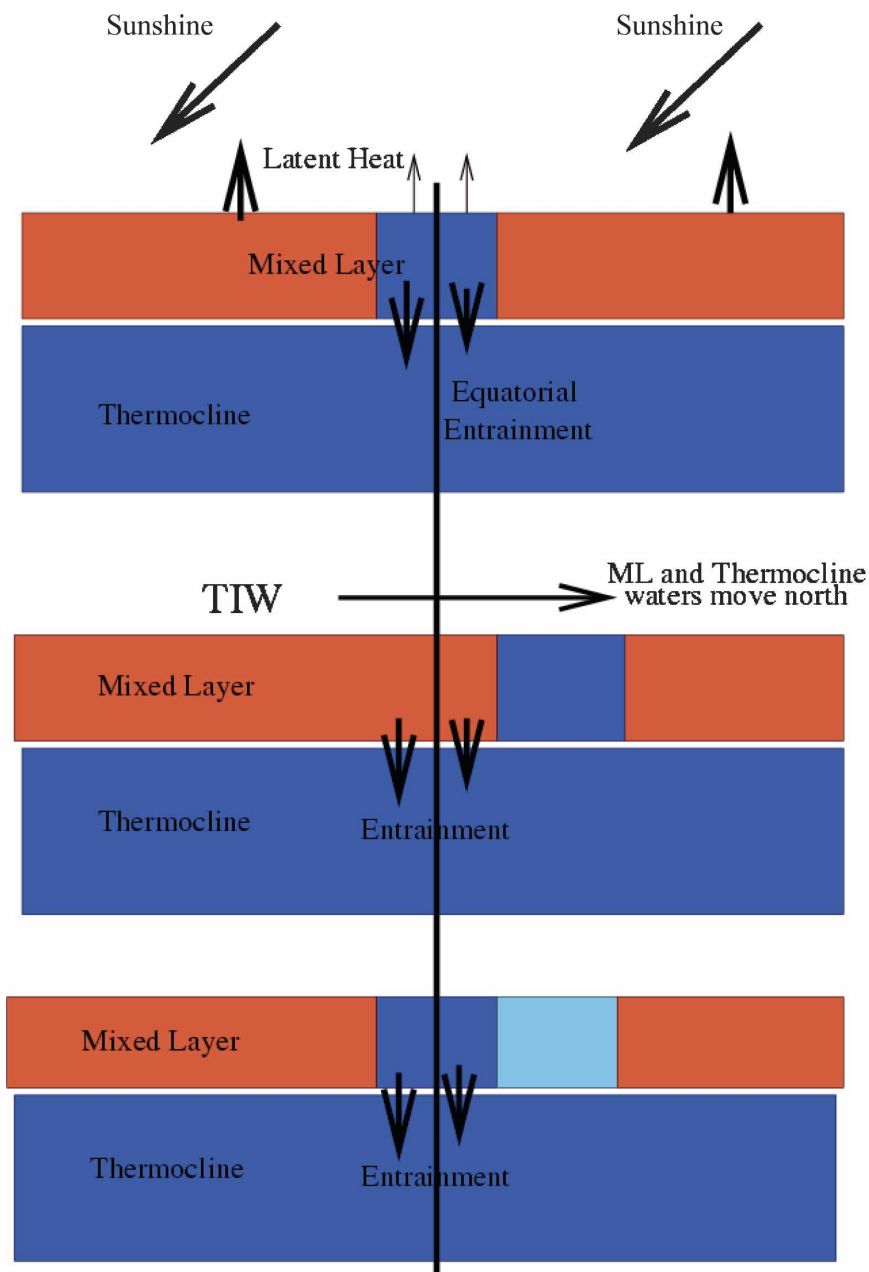 Sunshine
Sunshine
Latent Heat
Mixed Layer
Thermocline
Equatorial
Entrainment
TIW
ML and Thermocline
waters move north
Mixed Layer
Thermocline
Entrainment
Mixed Layer
Thermocline
Entrainment